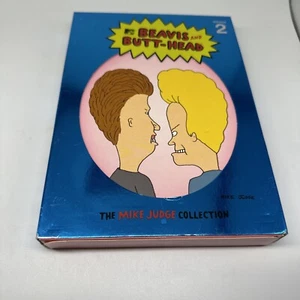 MTV BEAVIS AND
BUTT-HEAD
2
THE MIKE JUDGE COLLECTION